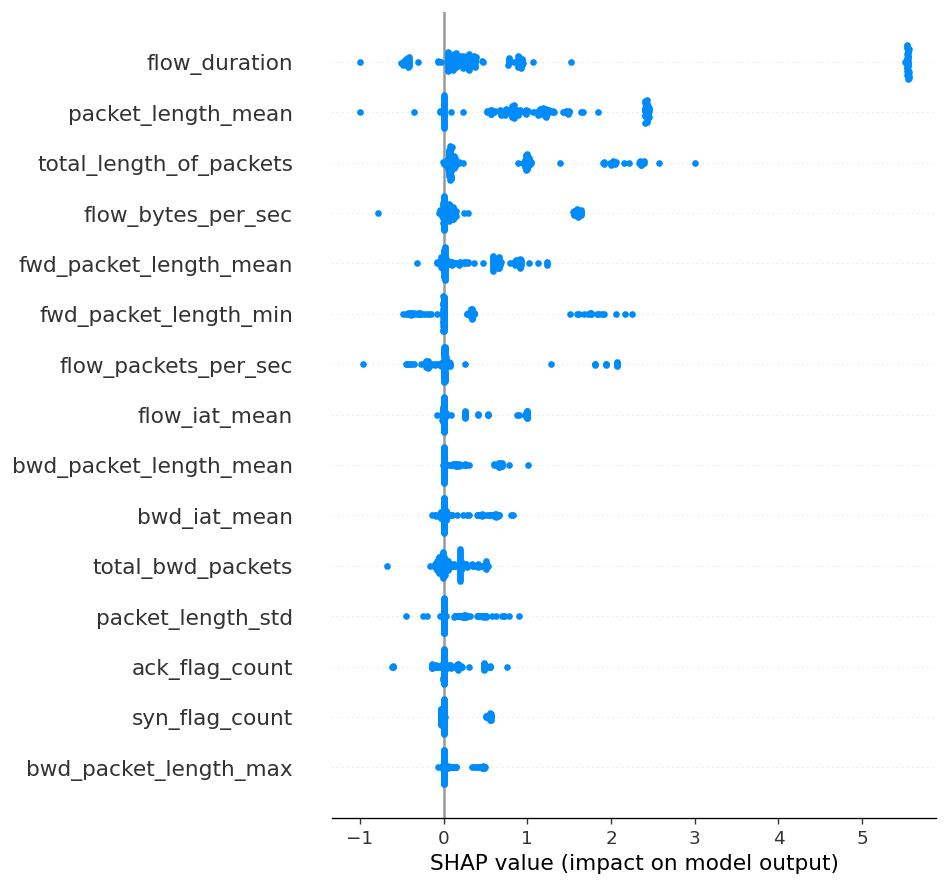 flow_duration
packet_length_mean
total_length_of_packets
flow_bytes_per_sec
fwd_packet_length_mean
fwd_packet_length_min
flow_packets_per_sec
flow_iat_mean
bwd_packet_length_mean
bwd_iat_mean
total_bwd_packets
packet_length_std
ack_flag_count
syn_flag_count
bwd_packet_length_max
−1 0 1 2 3 4 5
SHAP value (impact on model output)